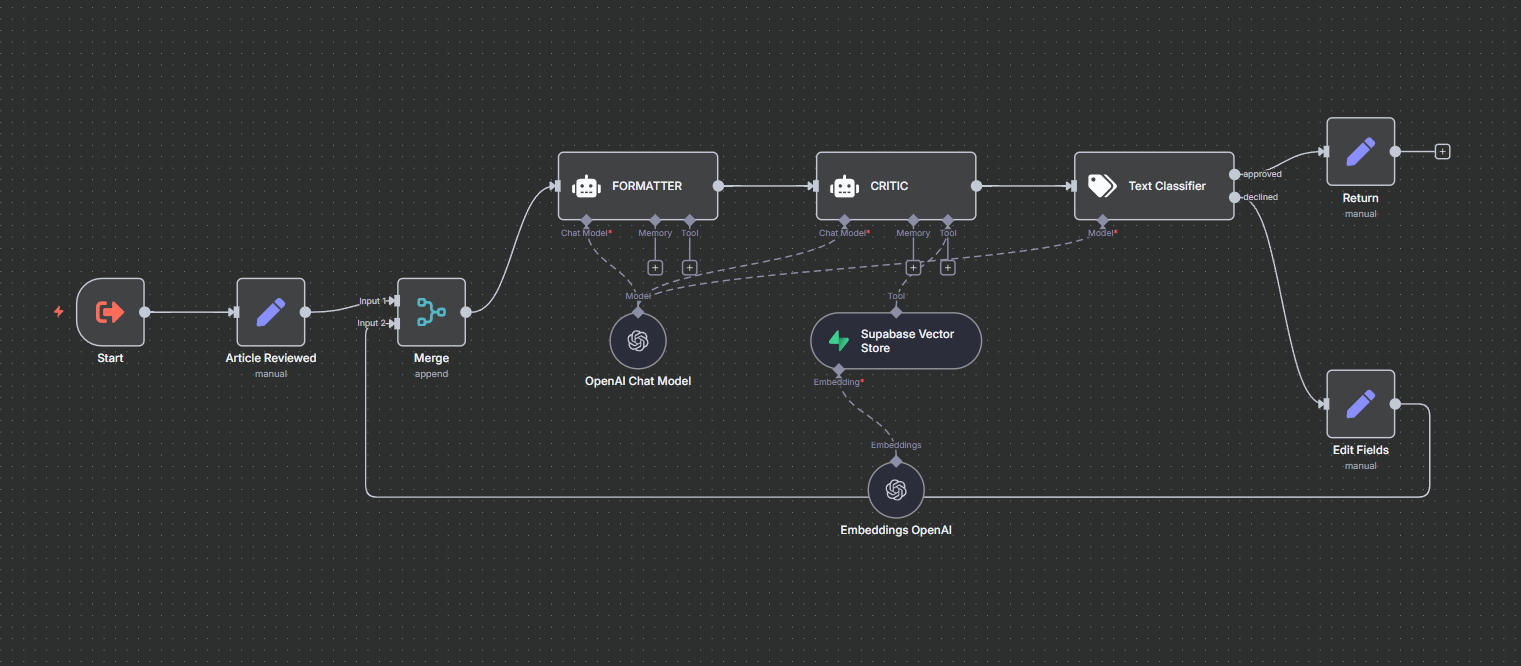 Start
Article Reviewed
manual
Input 1
Input 2
Merge
append
FORMATTER
Chat Model*
Memory
Tool
CRITIC
Chat Model*
Memory
Tool
Text Classifier
Model*
approved
declined
Return
manual
Model
OpenAI Chat Model
Tool
Supabase Vector
Store
Embedding*
Embeddings
Embeddings OpenAI
Edit Fields
manual